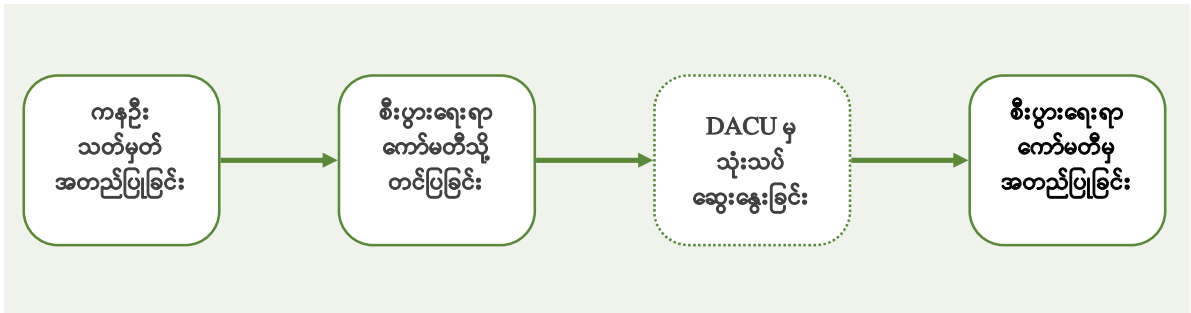 ကနဦး
သတ်မှတ်
အတည်ပြုခြင်း
စီးပွားရေးရာ
ကော်မတီသို့
တင်ပြခြင်း
DACU မှ
သုံးသပ်
ဆွေးနွေးခြင်း
စီးပွားရေးရာ
ကော်မတီမှ
အတည်ပြုခြင်း